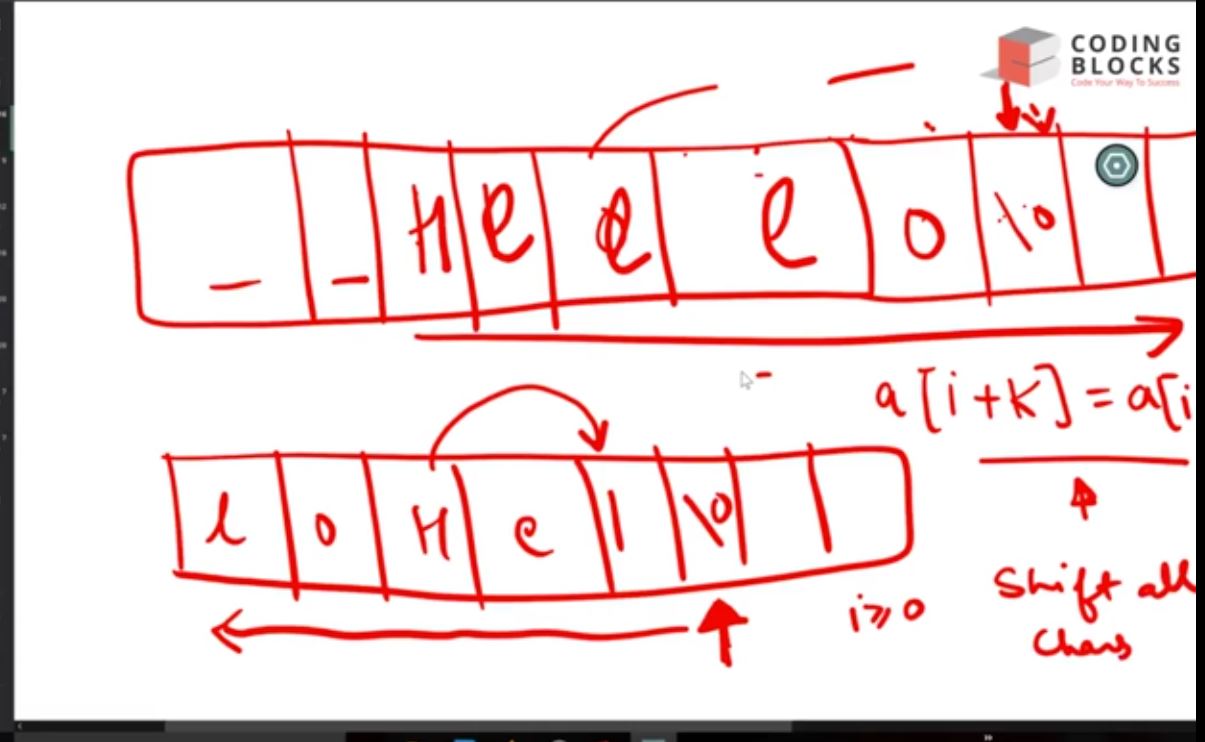 CODING
BLOCKS
Code Your Way To Success
_ _ H e l l o \0
a[i+K] = a[i
l o H e l \0
i≥0
Shift all
Chars